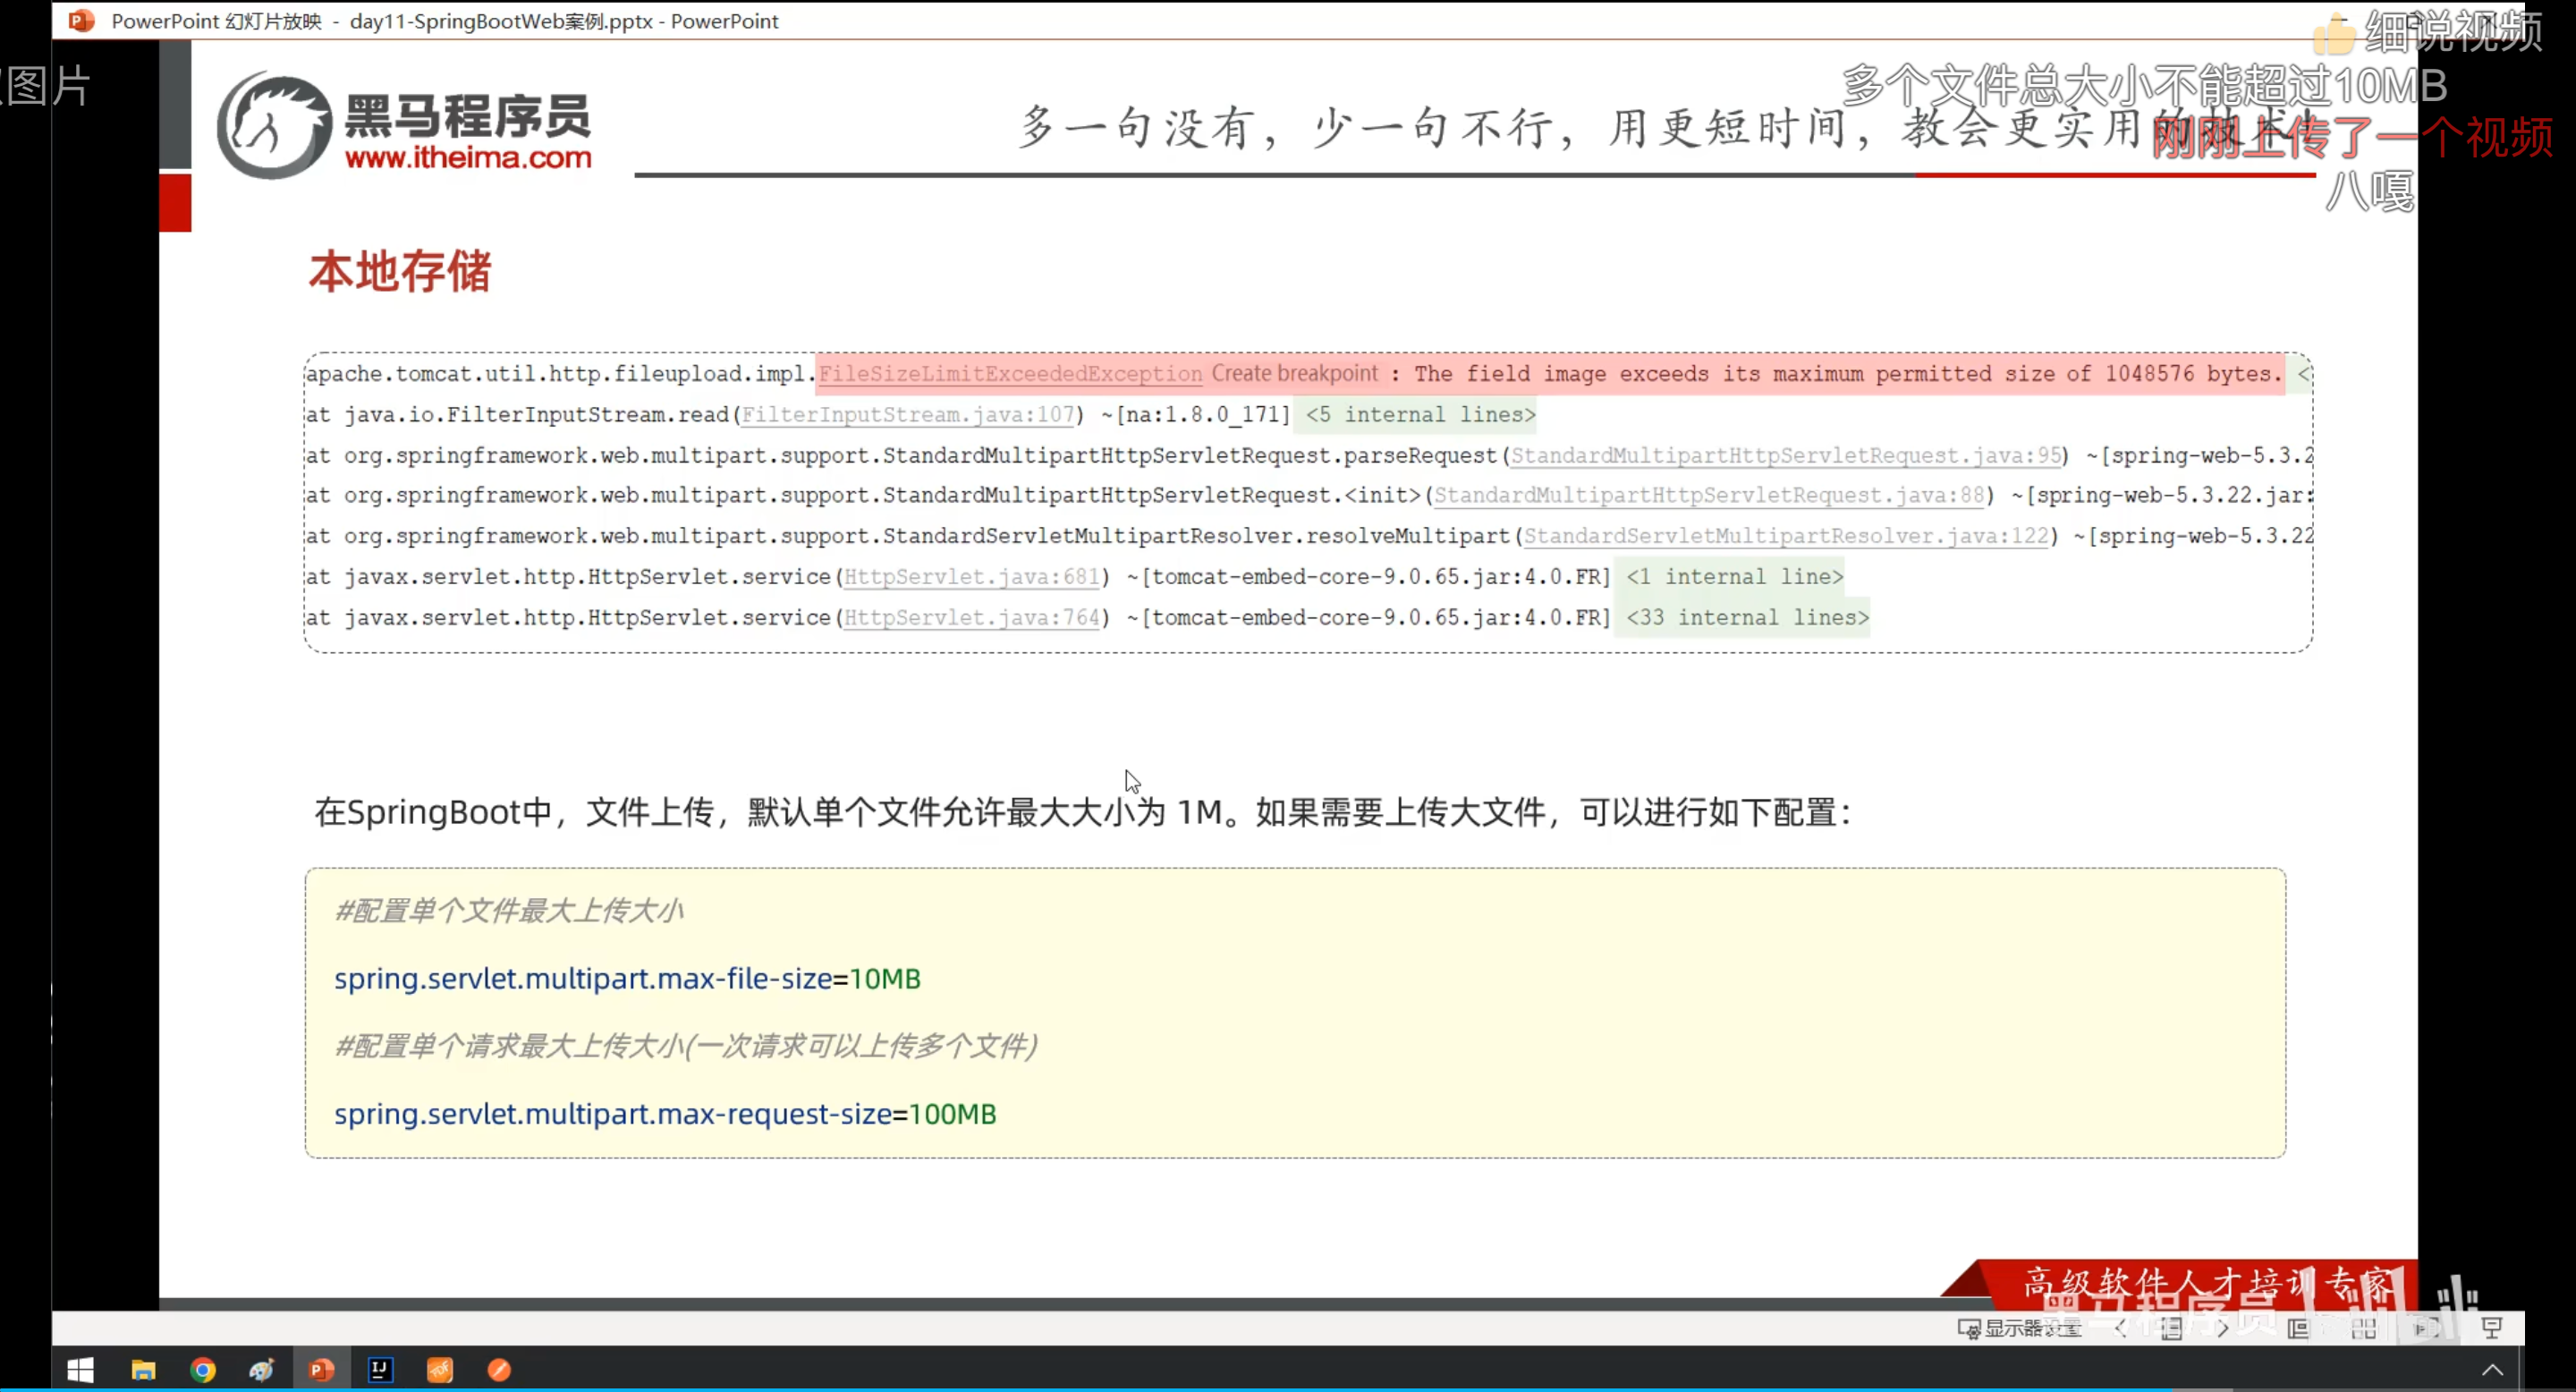 PowerPoint 幻灯片放映 - day11-SpringBootWeb案例.pptx - PowerPoint
细说视频
图片
多个文件总大小不能超过10MB
黑马程序员
www.itheima.com
多一句没有，少一句不行，用更短时间，教会更实用
刚刚上传了一个视频
八嘎
本地存储
apache.tomcat.util.http.fileupload.impl.FileSizeLimitExceededException Create breakpoint : The field image exceeds its maximum permitted size of 1048576 bytes. <
at java.io.FilterInputStream.read(FilterInputStream.java:107) ~[na:1.8.0_171] <5 internal lines>
at org.springframework.web.multipart.support.StandardMultipartHttpServletRequest.parseRequest(StandardMultipartHttpServletRequest.java:95) ~[spring-web-5.3.2
at org.springframework.web.multipart.support.StandardMultipartHttpServletRequest.<init>(StandardMultipartHttpServletRequest.java:88) ~[spring-web-5.3.22.jar:
at org.springframework.web.multipart.support.StandardServletMultipartResolver.resolveMultipart(StandardServletMultipartResolver.java:122) ~[spring-web-5.3.22
at javax.servlet.http.HttpServlet.service(HttpServlet.java:681) ~[tomcat-embed-core-9.0.65.jar:4.0.FR] <1 internal line>
at javax.servlet.http.HttpServlet.service(HttpServlet.java:764) ~[tomcat-embed-core-9.0.65.jar:4.0.FR] <33 internal lines>
在SpringBoot中，文件上传，默认单个文件允许最大大小为 1M。如果需要上传大文件，可以进行如下配置：
#配置单个文件最大上传大小
spring.servlet.multipart.max-file-size=10MB
#配置单个请求最大上传大小(一次请求可以上传多个文件)
spring.servlet.multipart.max-request-size=100MB
高级软件人才培训专家
黑马程序员
显示器设置